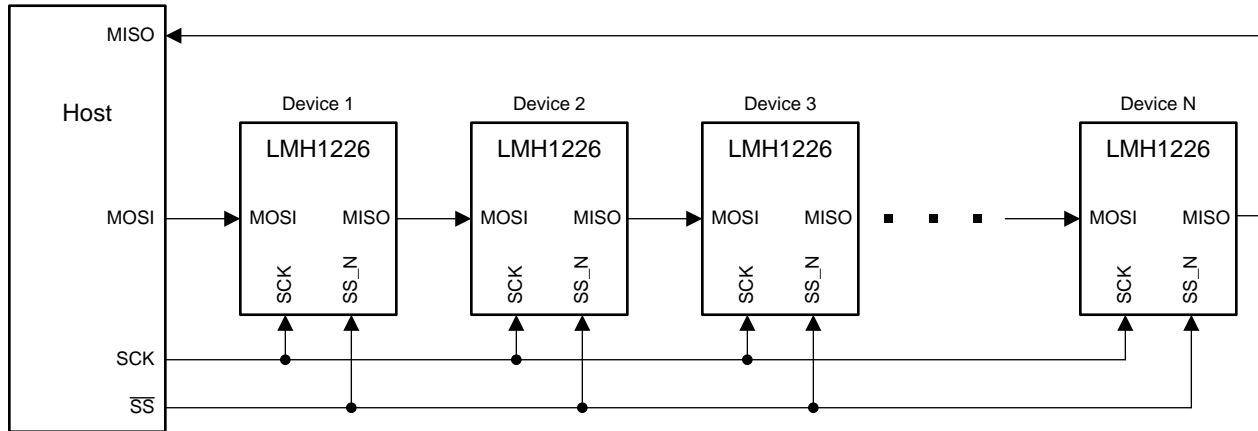 MISO
Host
Device 1
Device 2
Device 3
Device N
LMH1226
LMH1226
LMH1226
LMH1226
MOSI
MOSI MISO
MOSI MISO
MOSI MISO
MOSI MISO
SCK SS_N
SCK SS_N
SCK SS_N
SCK SS_N
SCK
SS